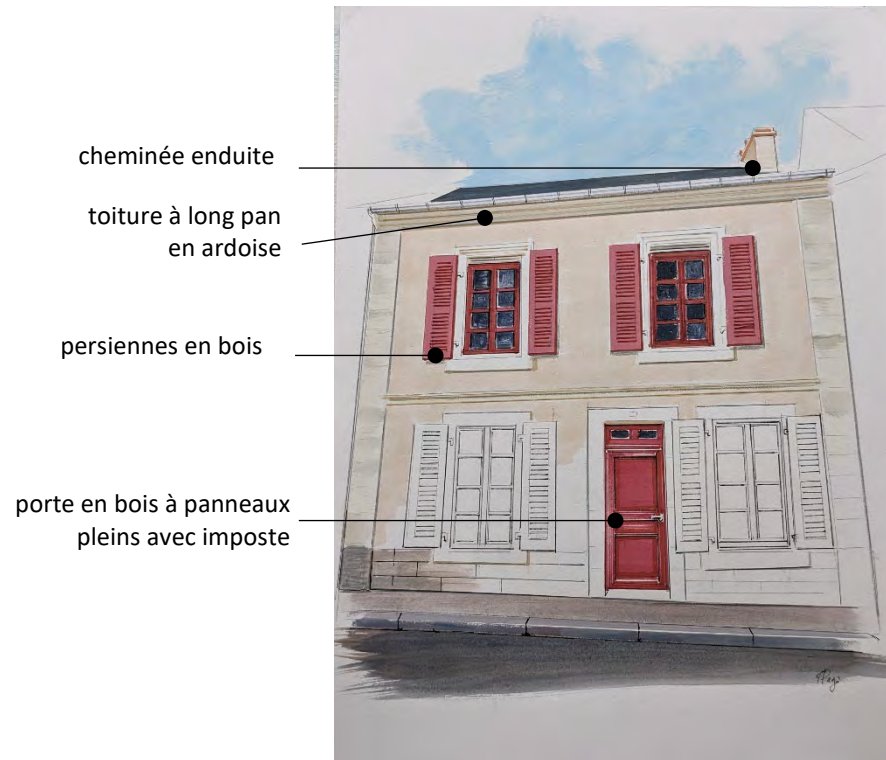 cheminée enduite
toiture à long pan
en ardoise
persiennes en bois
porte en bois à panneaux
pleins avec imposte